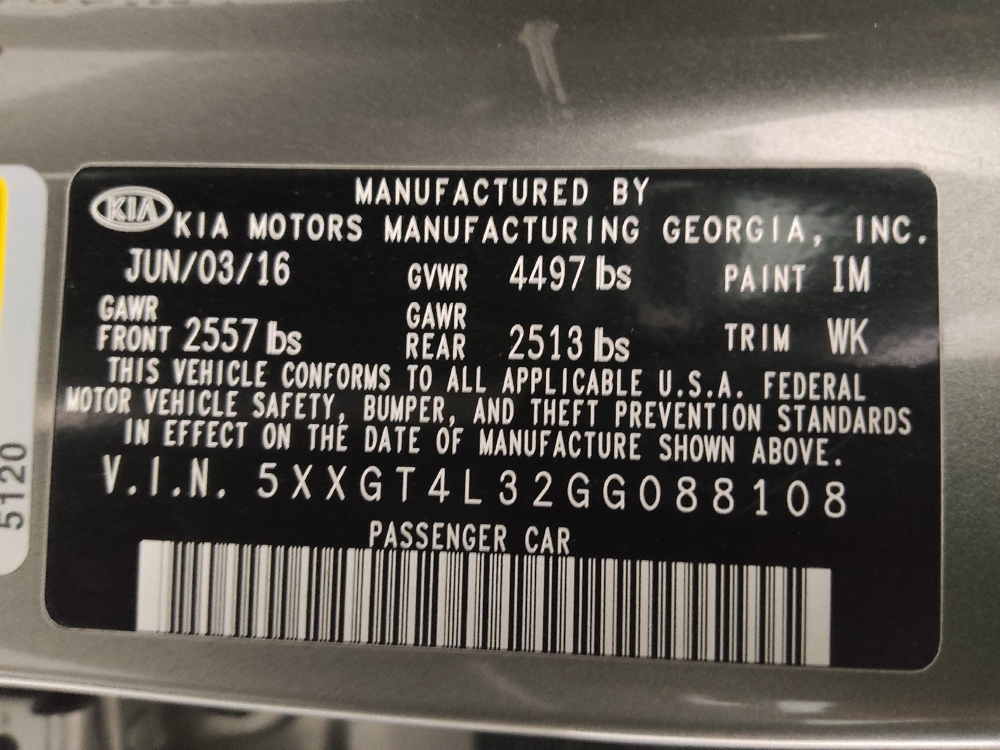 MANUFACTURED BY
KIA KIA MOTORS MANUFACTURING GEORGIA, INC.
JUN/03/16 GVWR 4497 lbs PAINT IM
GAWR FRONT 2557 lbs GAWR REAR 2513 lbs TRIM WK
THIS VEHICLE CONFORMS TO ALL APPLICABLE U.S.A. FEDERAL
MOTOR VEHICLE SAFETY, BUMPER, AND THEFT PREVENTION STANDARDS
IN EFFECT ON THE DATE OF MANUFACTURE SHOWN ABOVE.
V.I.N. 5XXGT4L32GG088108
PASSENGER CAR
5120